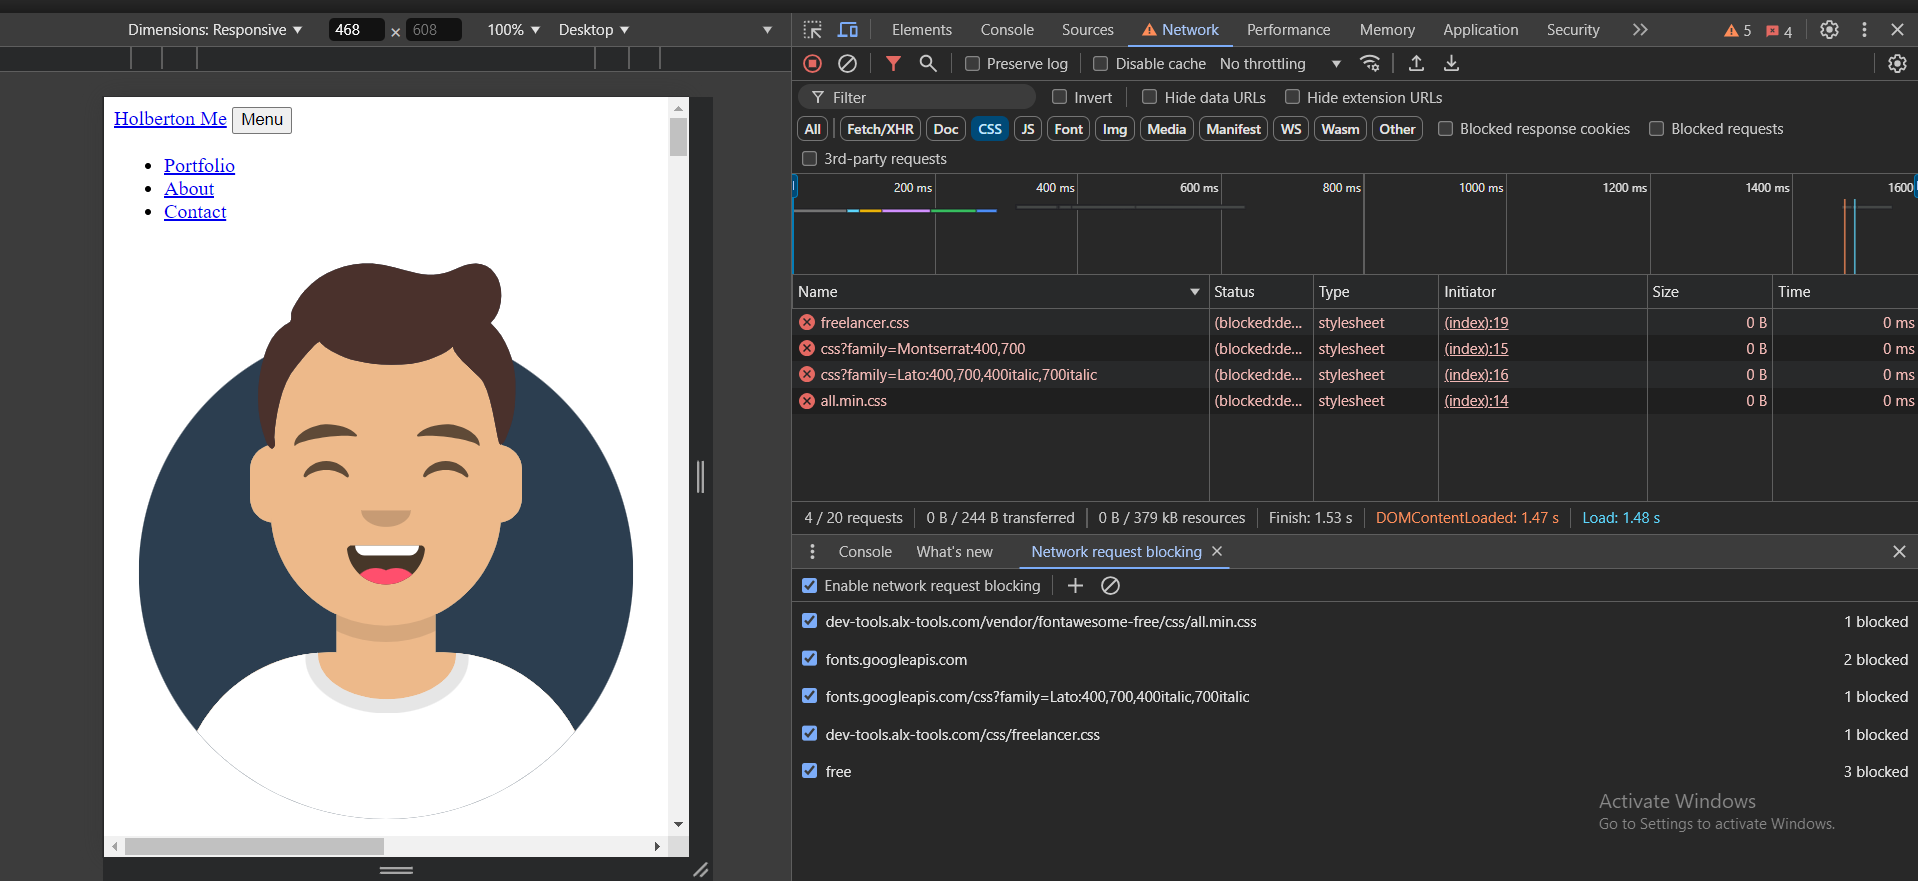 Dimensions: Responsive 468 × 608 100% Desktop
Elements Console Sources Network Performance Memory Application Security 5 4
Preserve log Disable cache No throttling
Filter Invert Hide data URLs Hide extension URLs
All Fetch/XHR Doc CSS JS Font Img Media Manifest WS Wasm Other Blocked response cookies Blocked requests
3rd-party requests
200 ms 400 ms 600 ms 800 ms 1000 ms 1200 ms 1400 ms 1600
Name Status Type Initiator Size Time
freelancer.css (blocked:de... stylesheet (index):19 0 B 0 ms
css?family=Montserrat:400,700 (blocked:de... stylesheet (index):15 0 B 0 ms
css?family=Lato:400,700,400italic,700italic (blocked:de... stylesheet (index):16 0 B 0 ms
all.min.css (blocked:de... stylesheet (index):14 0 B 0 ms
4 / 20 requests 0 B / 244 B transferred 0 B / 379 kB resources Finish: 1.53 s DOMContentLoaded: 1.47 s Load: 1.48 s
Console What's new Network request blocking
Enable network request blocking
dev-tools.alx-tools.com/vendor/fontawesome-free/css/all.min.css 1 blocked
fonts.googleapis.com 2 blocked
fonts.googleapis.com/css?family=Lato:400,700,400italic,700italic 1 blocked
dev-tools.alx-tools.com/css/freelancer.css 1 blocked
free 3 blocked
Activate Windows
Go to Settings to activate Windows.
Holberton Me Menu
Portfolio
About
Contact